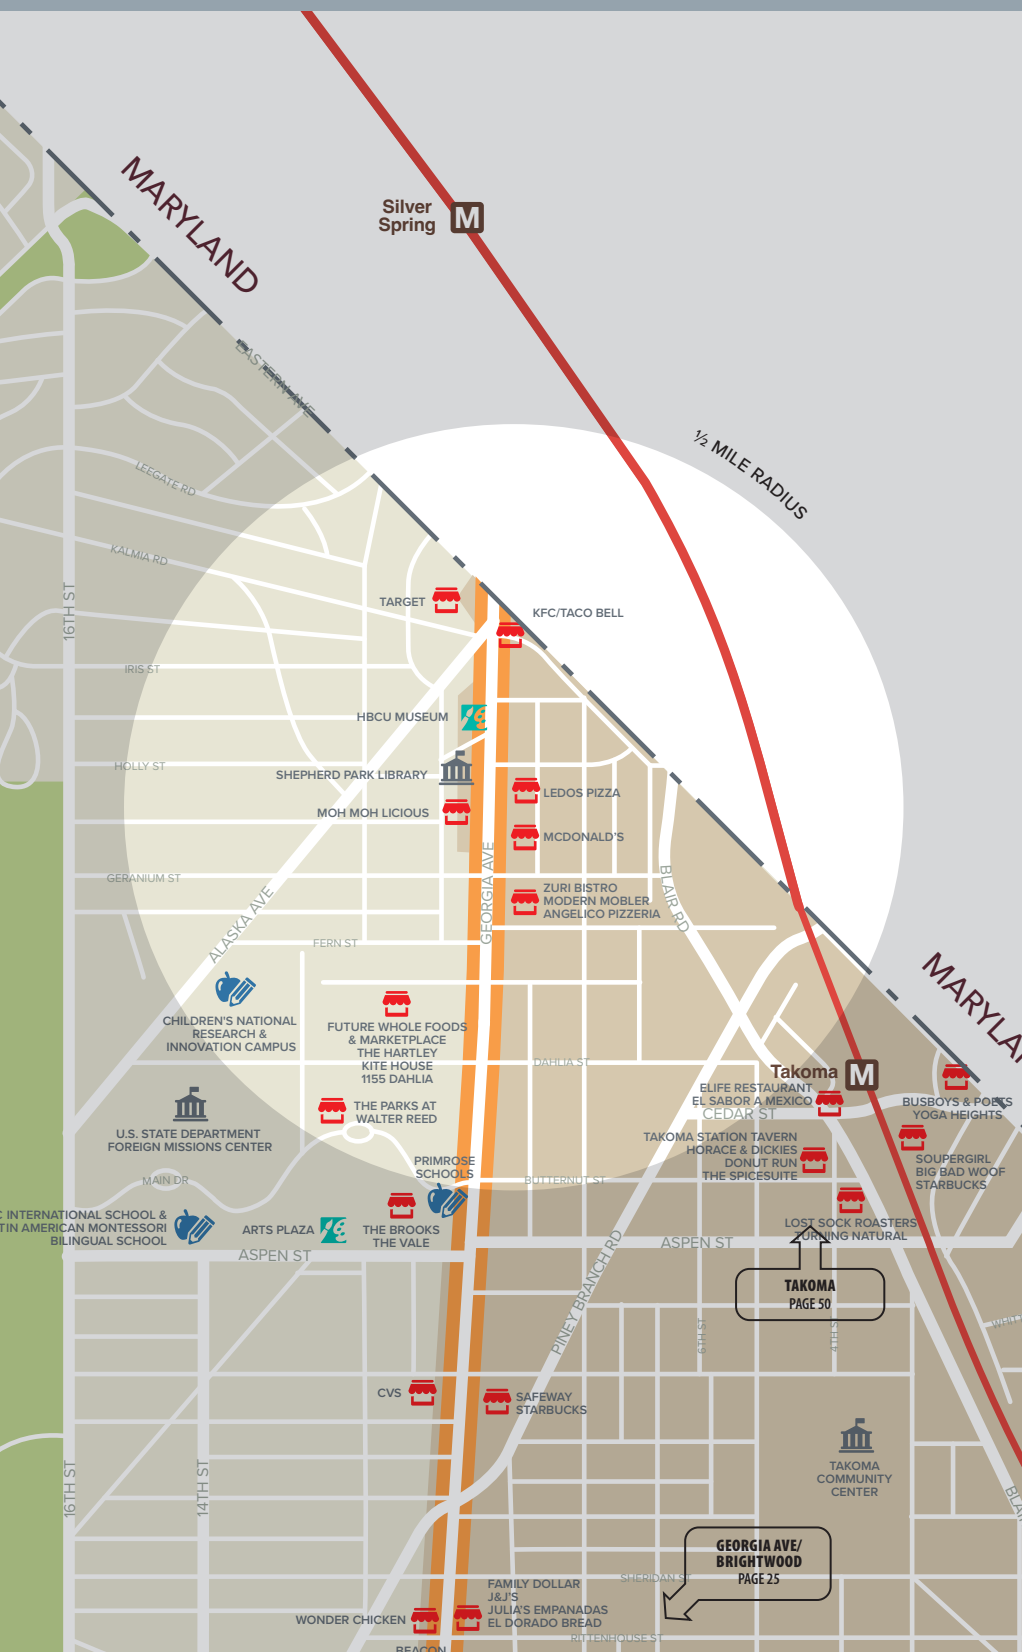 MARYLAND
Silver
Spring
M
EASTERN AVE
½ MILE RADIUS
LEEGATE RD
KALMIA RD
16TH ST
TARGET
KFC/TACO BELL
IRIS ST
HBCU MUSEUM
HOLLY ST
SHEPHERD PARK LIBRARY
LEDOS PIZZA
MOH MOH LICIOUS
MCDONALD'S
GEORGIA AVE
GERANIUM ST
ZURI BISTRO
MODERN MOBLER
ANGELICO PIZZERIA
BLAIR RD
ALASKA AVE
FERN ST
MARYLA
CHILDREN'S NATIONAL
RESEARCH &
INNOVATION CAMPUS
FUTURE WHOLE FOODS
& MARKETPLACE
THE HARTLEY
KITE HOUSE
1155 DAHLIA
DAHLIA ST
Takoma
M
ELIFE RESTAURANT
EL SABOR A MEXICO
CEDAR ST
BUSBOYS & POETS
YOGA HEIGHTS
THE PARKS AT
WALTER REED
U.S. STATE DEPARTMENT
FOREIGN MISSIONS CENTER
TAKOMA STATION TAVERN
HORACE & DICKIES
DONUT RUN
THE SPICESUITE
SOUPERGIRL
BIG BAD WOOF
STARBUCKS
PRIMROSE
SCHOOLS
MAIN DR
BUTTERNUT ST
C INTERNATIONAL SCHOOL &
TIN AMERICAN MONTESSORI
BILINGUAL SCHOOL
ARTS PLAZA
THE BROOKS
THE VALE
LOST SOCK ROASTERS
TURNING NATURAL
ASPEN ST
ASPEN ST
PINEY BRANCH RD
TAKOMA
PAGE 50
6TH ST
4TH ST
CVS
SAFEWAY
STARBUCKS
TAKOMA
COMMUNITY
CENTER
16TH ST
14TH ST
GEORGIA AVE/
BRIGHTWOOD
PAGE 25
SHERIDAN ST
FAMILY DOLLAR
J&J'S
JULIA'S EMPANADAS
EL DORADO BREAD
WONDER CHICKEN
RITTENHOUSE ST
BEACON